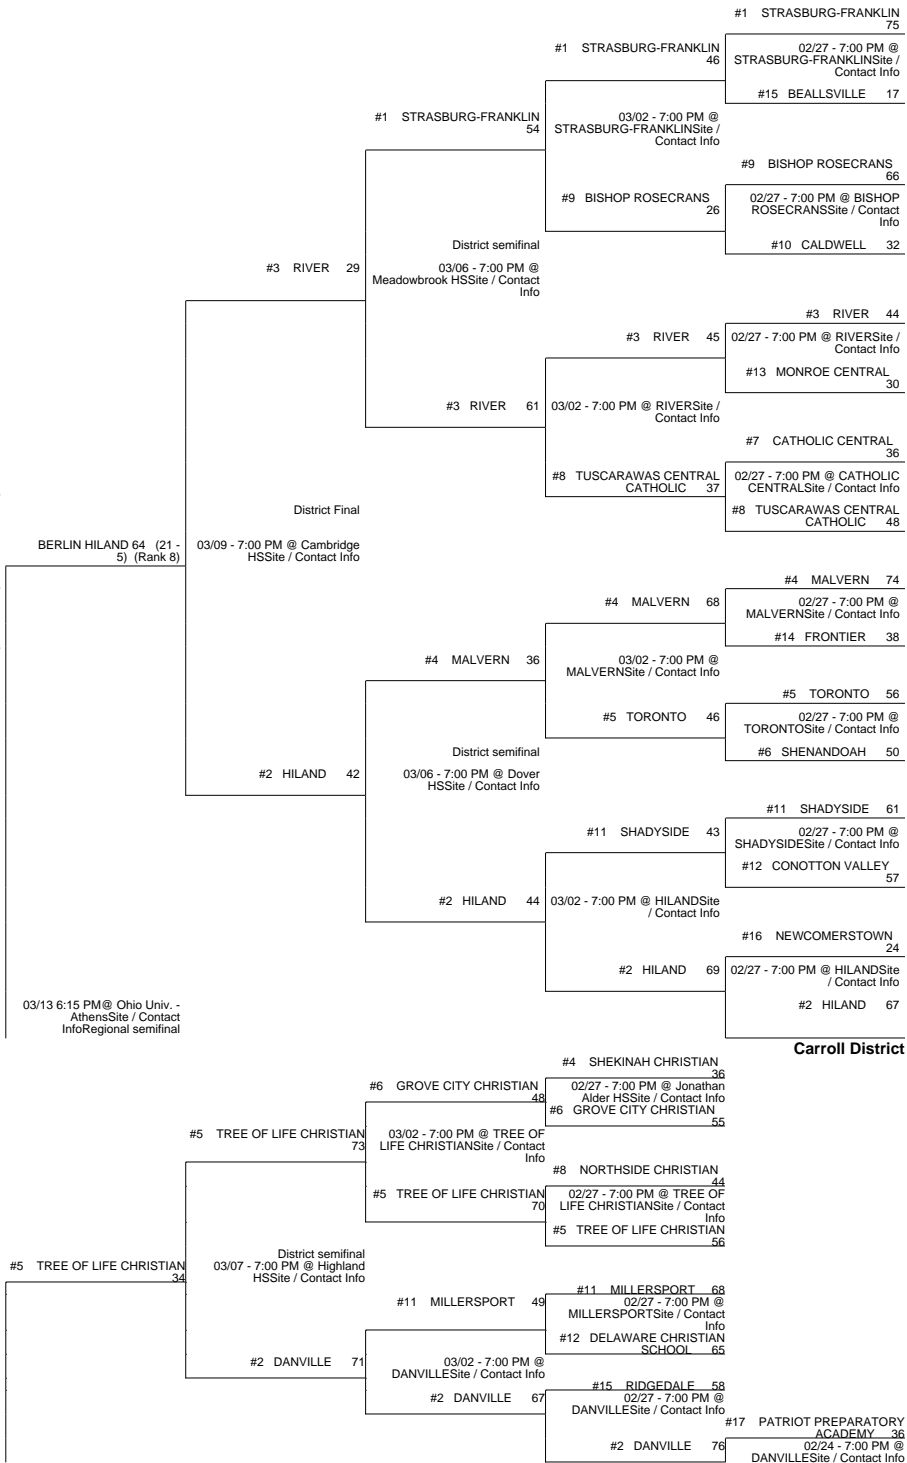 #1 STRASBURG-FRANKLIN
75
02/27 - 7:00 PM @
STRASBURG-FRANKLINSite /
Contact Info
#15 BEALLSVILLE 17
#1 STRASBURG-FRANKLIN
46
03/02 - 7:00 PM @
STRASBURG-FRANKLINSite /
Contact Info
#9 BISHOP ROSECRANS
66
02/27 - 7:00 PM @ BISHOP
ROSECRANSSite / Contact
Info
#10 CALDWELL 32
#9 BISHOP ROSECRANS
26
#1 STRASBURG-FRANKLIN
54
District semifinal
03/06 - 7:00 PM @
Meadowbrook HSSite / Contact
Info
#3 RIVER 29
#3 RIVER 44
02/27 - 7:00 PM @ RIVERSite /
Contact Info
#13 MONROE CENTRAL
30
#3 RIVER 45
03/02 - 7:00 PM @ RIVERSite /
Contact Info
#3 RIVER 61
#7 CATHOLIC CENTRAL
36
02/27 - 7:00 PM @ CATHOLIC
CENTRALSite / Contact Info
#8 TUSCARAWAS CENTRAL
CATHOLIC 48
#8 TUSCARAWAS CENTRAL
CATHOLIC 37
District Final
03/09 - 7:00 PM @ Cambridge
HSSite / Contact Info
BERLIN HILAND 64 (21 -
5) (Rank 8)
#4 MALVERN 74
02/27 - 7:00 PM @
MALVERNSite / Contact Info
#14 FRONTIER 38
#4 MALVERN 68
03/02 - 7:00 PM @
MALVERNSite / Contact Info
#4 MALVERN 36
#5 TORONTO 56
02/27 - 7:00 PM @
TORONTOSite / Contact Info
#6 SHENANDOAH 50
#5 TORONTO 46
District semifinal
03/06 - 7:00 PM @ Dover
HSSite / Contact Info
#2 HILAND 42
#11 SHADYSIDE 61
02/27 - 7:00 PM @
SHADYSIDESite / Contact Info
#12 CONOTTON VALLEY
57
#11 SHADYSIDE 43
03/02 - 7:00 PM @ HILANDSite
/ Contact Info
#2 HILAND 44
#16 NEWCOMERSTOWN
24
02/27 - 7:00 PM @ HILANDSite
/ Contact Info
#2 HILAND 67
#2 HILAND 69
03/13 6:15 PM@ Ohio Univ. -
AthensSite / Contact
InfoRegional semifinal
Carroll District
#4 SHEKINAH CHRISTIAN
36
02/27 - 7:00 PM @ Jonathan
Alder HSSite / Contact Info
#6 GROVE CITY CHRISTIAN
55
#6 GROVE CITY CHRISTIAN
48
03/02 - 7:00 PM @ TREE OF
LIFE CHRISTIANSite / Contact
Info
#5 TREE OF LIFE CHRISTIAN
73
#8 NORTHSIDE CHRISTIAN
44
02/27 - 7:00 PM @ TREE OF
LIFE CHRISTIANSite / Contact
Info
#5 TREE OF LIFE CHRISTIAN
56
#5 TREE OF LIFE CHRISTIAN
70
District semifinal
03/07 - 7:00 PM @ Highland
HSSite / Contact Info
#5 TREE OF LIFE CHRISTIAN
34
#11 MILLERSPORT 68
02/27 - 7:00 PM @
MILLERSPORTSite / Contact
Info
#12 DELAWARE CHRISTIAN
SCHOOL 65
#11 MILLERSPORT 49
03/02 - 7:00 PM @
DANVILLESite / Contact Info
#2 DANVILLE 71
#15 RIDGEDALE 58
02/27 - 7:00 PM @
DANVILLESite / Contact Info
#2 DANVILLE 67
#17 PATRIOT PREPARATORY
ACADEMY 36
02/24 - 7:00 PM @
DANVILLESite / Contact Info
#2 DANVILLE 76